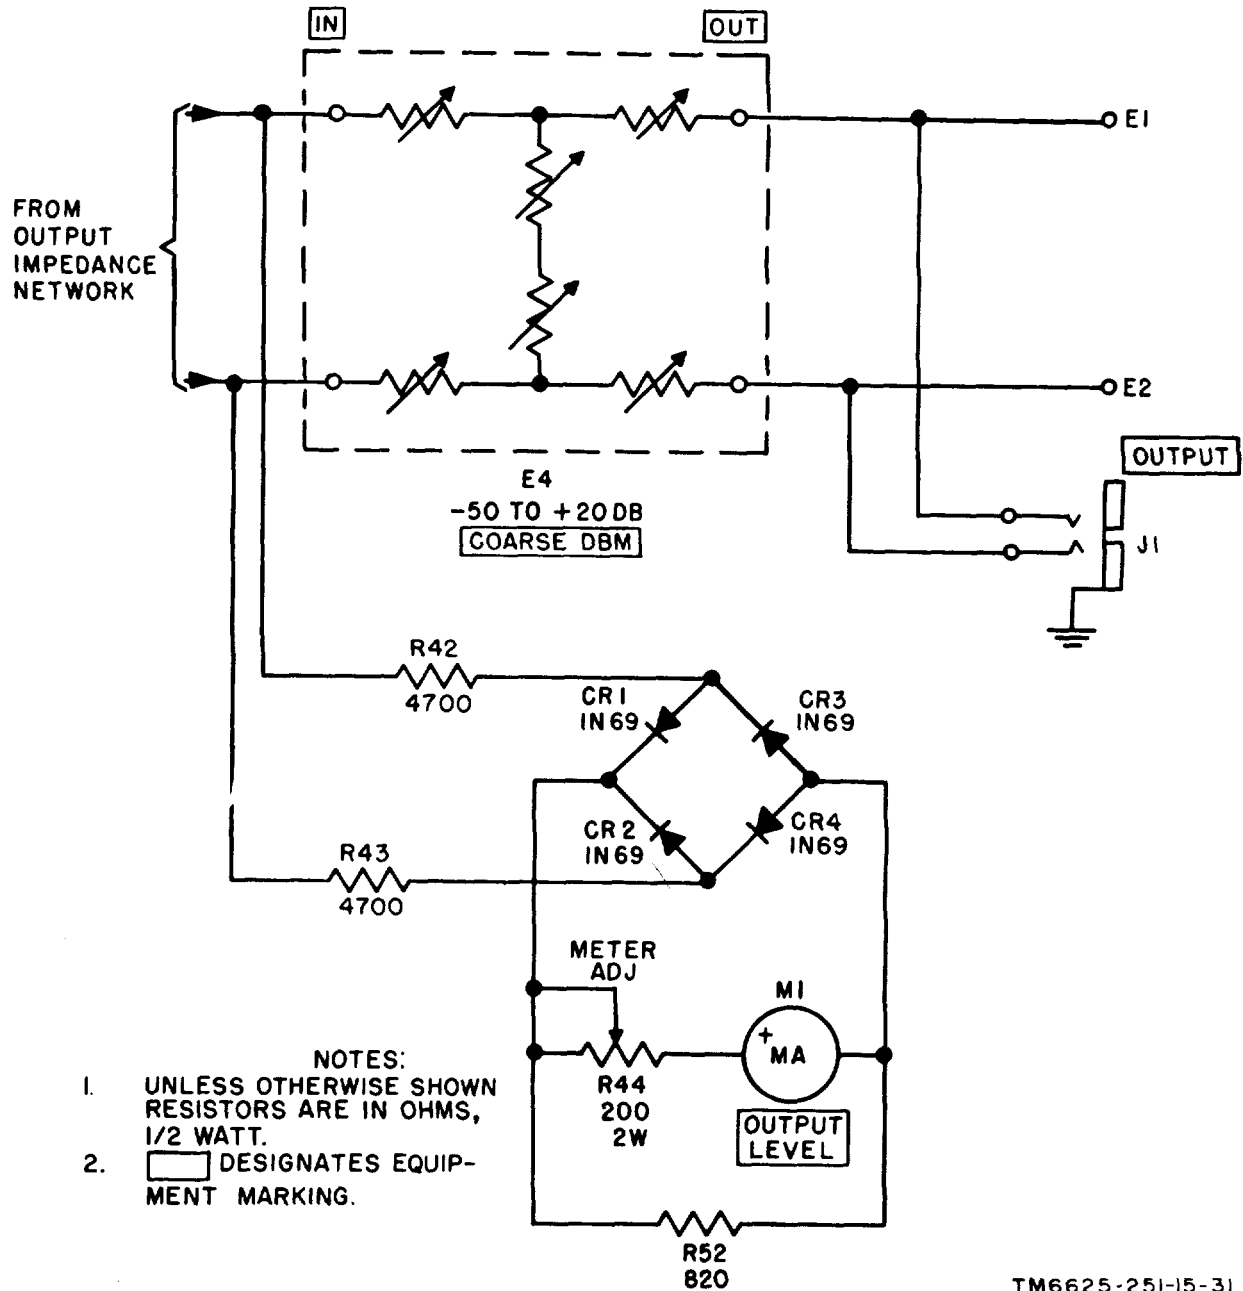 IN
OUT
E1
FROM
OUTPUT
IMPEDANCE
NETWORK
E2
OUTPUT
E4
-50 TO +20 DB
COARSE DBM
J1
R42
4700
CR1
IN69
CR3
IN69
CR2
IN69
CR4
IN69
R43
4700
METER
ADJ
M1
+
MA
R44
200
2W
OUTPUT
LEVEL
NOTES:
1. UNLESS OTHERWISE SHOWN
RESISTORS ARE IN OHMS,
1/2 WATT.
2. DESIGNATES EQUIP-
MENT MARKING.
R52
820
TM6625-251-15-31